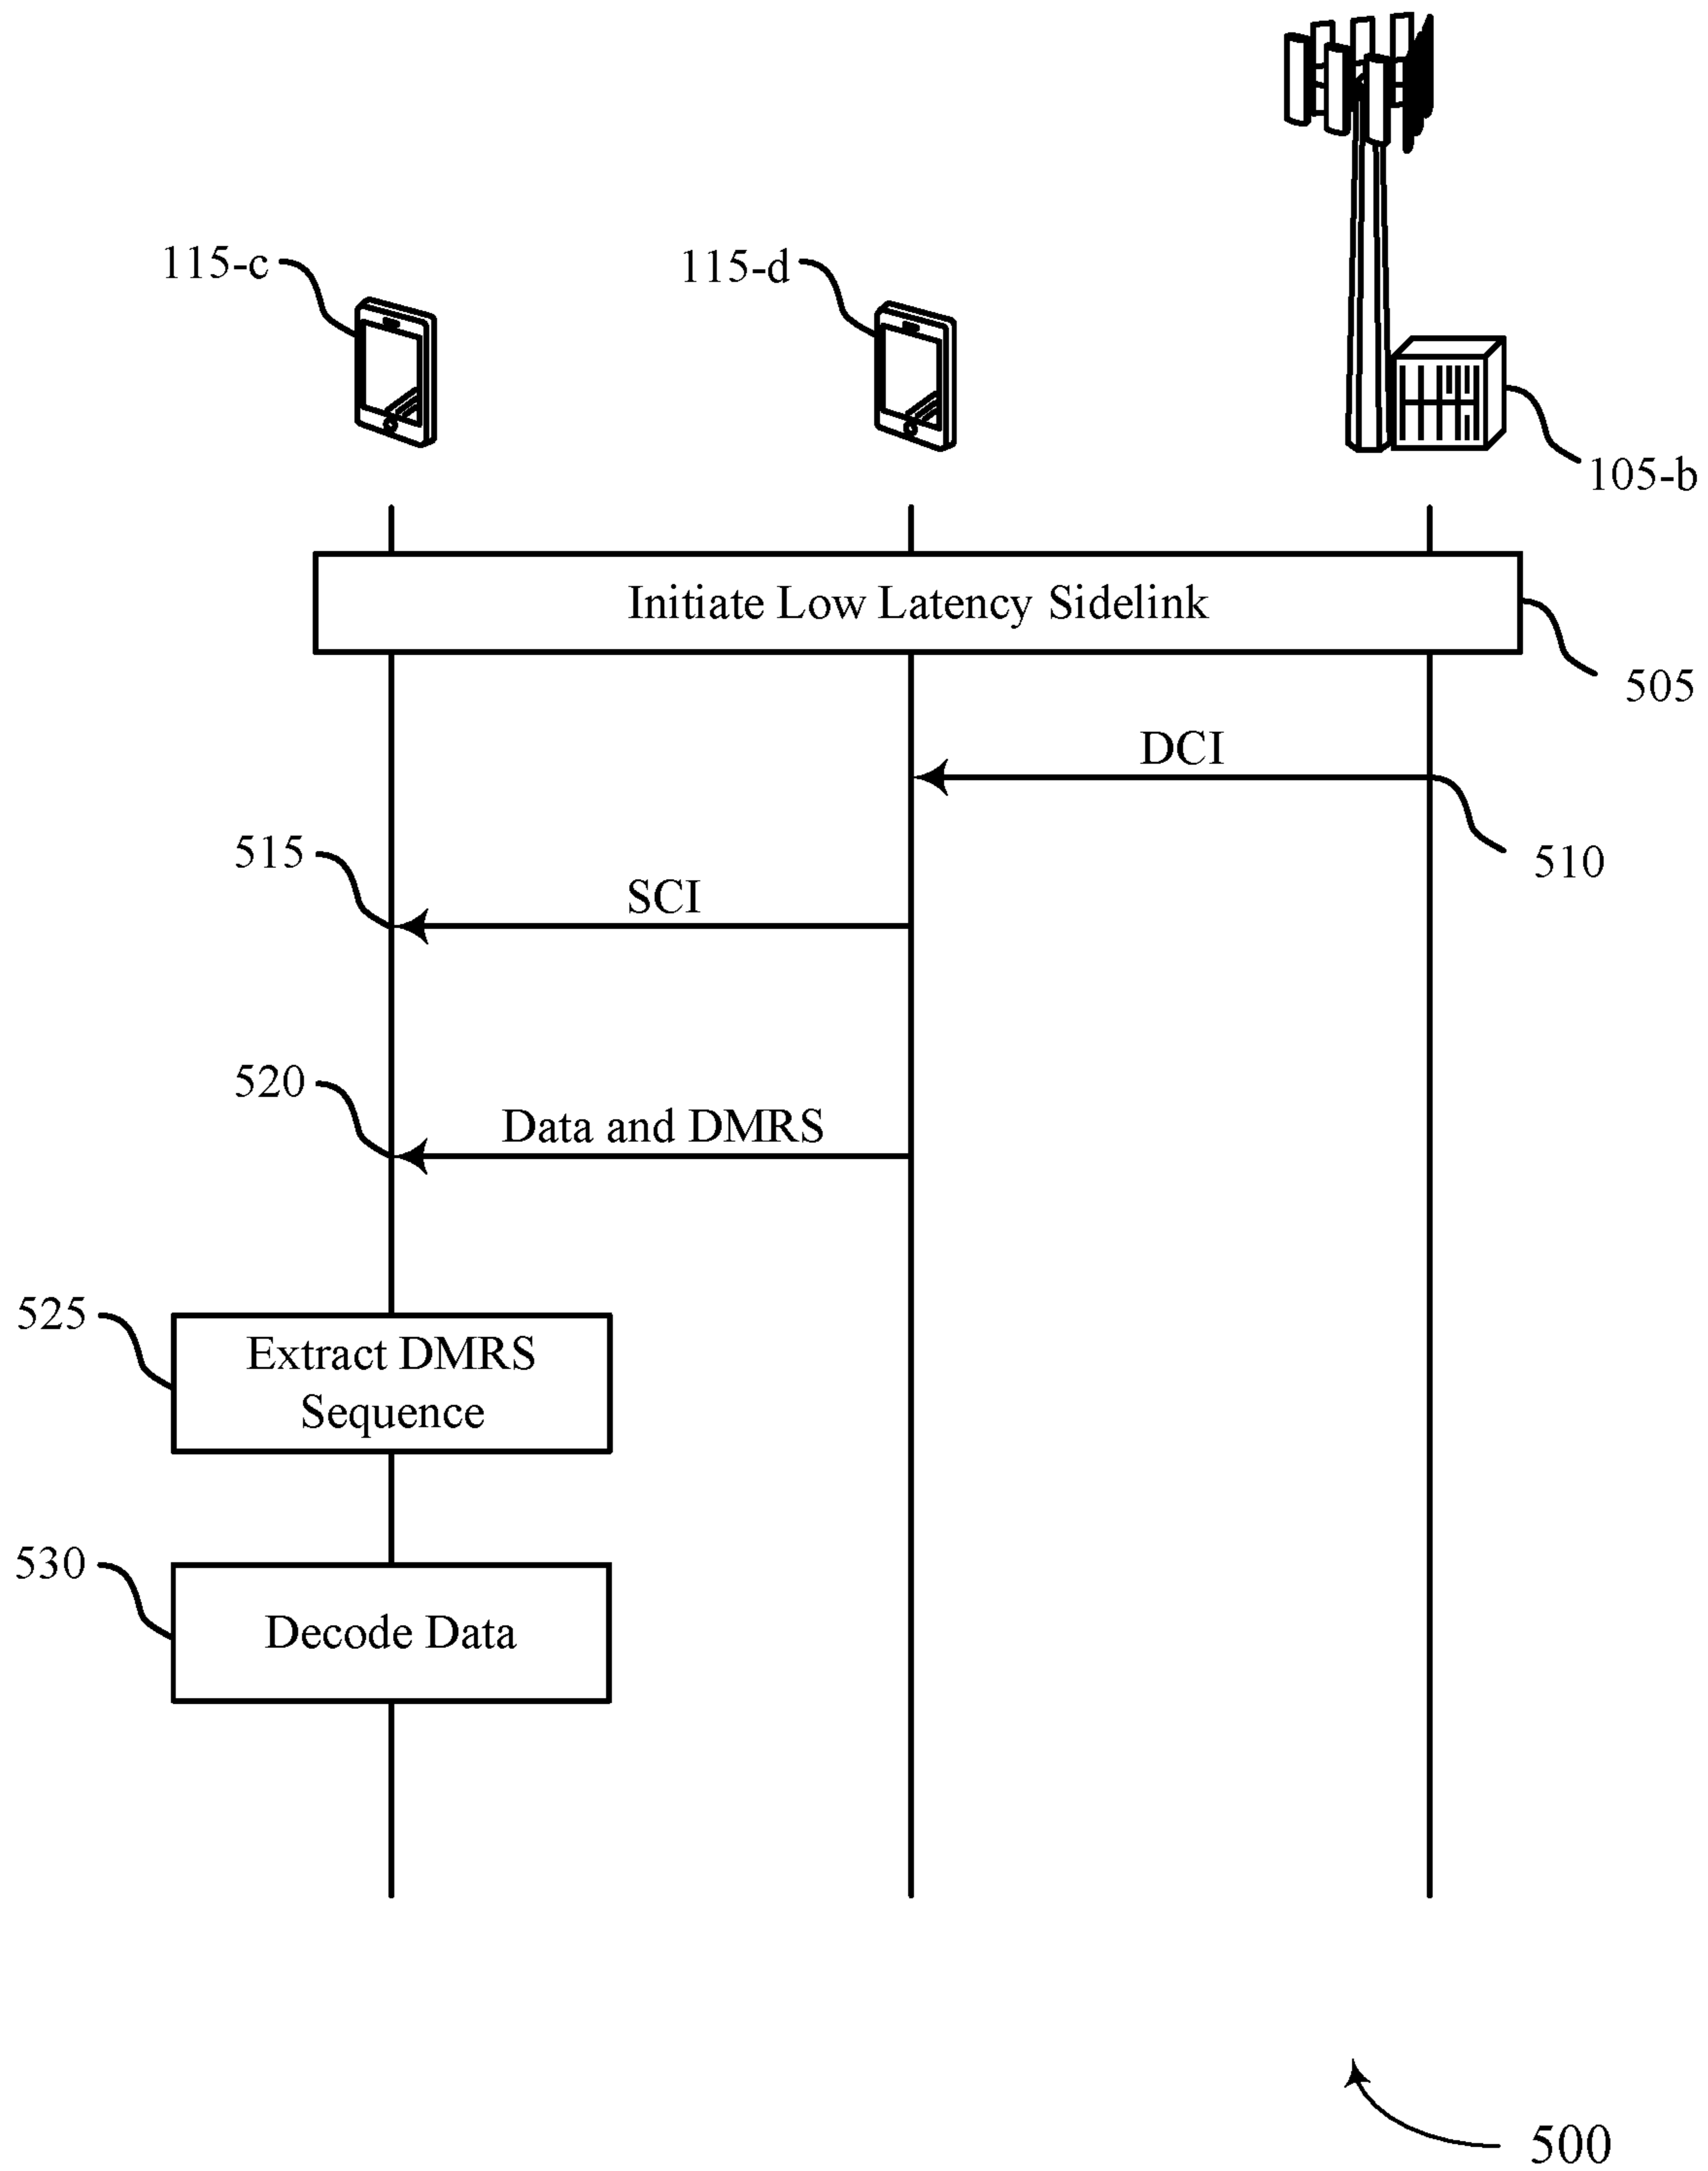 115-c
115-d
105-b
Initiate Low Latency Sidelink
505
DCI
510
515
SCI
520
Data and DMRS
525
Extract DMRS
Sequence
530
Decode Data
500